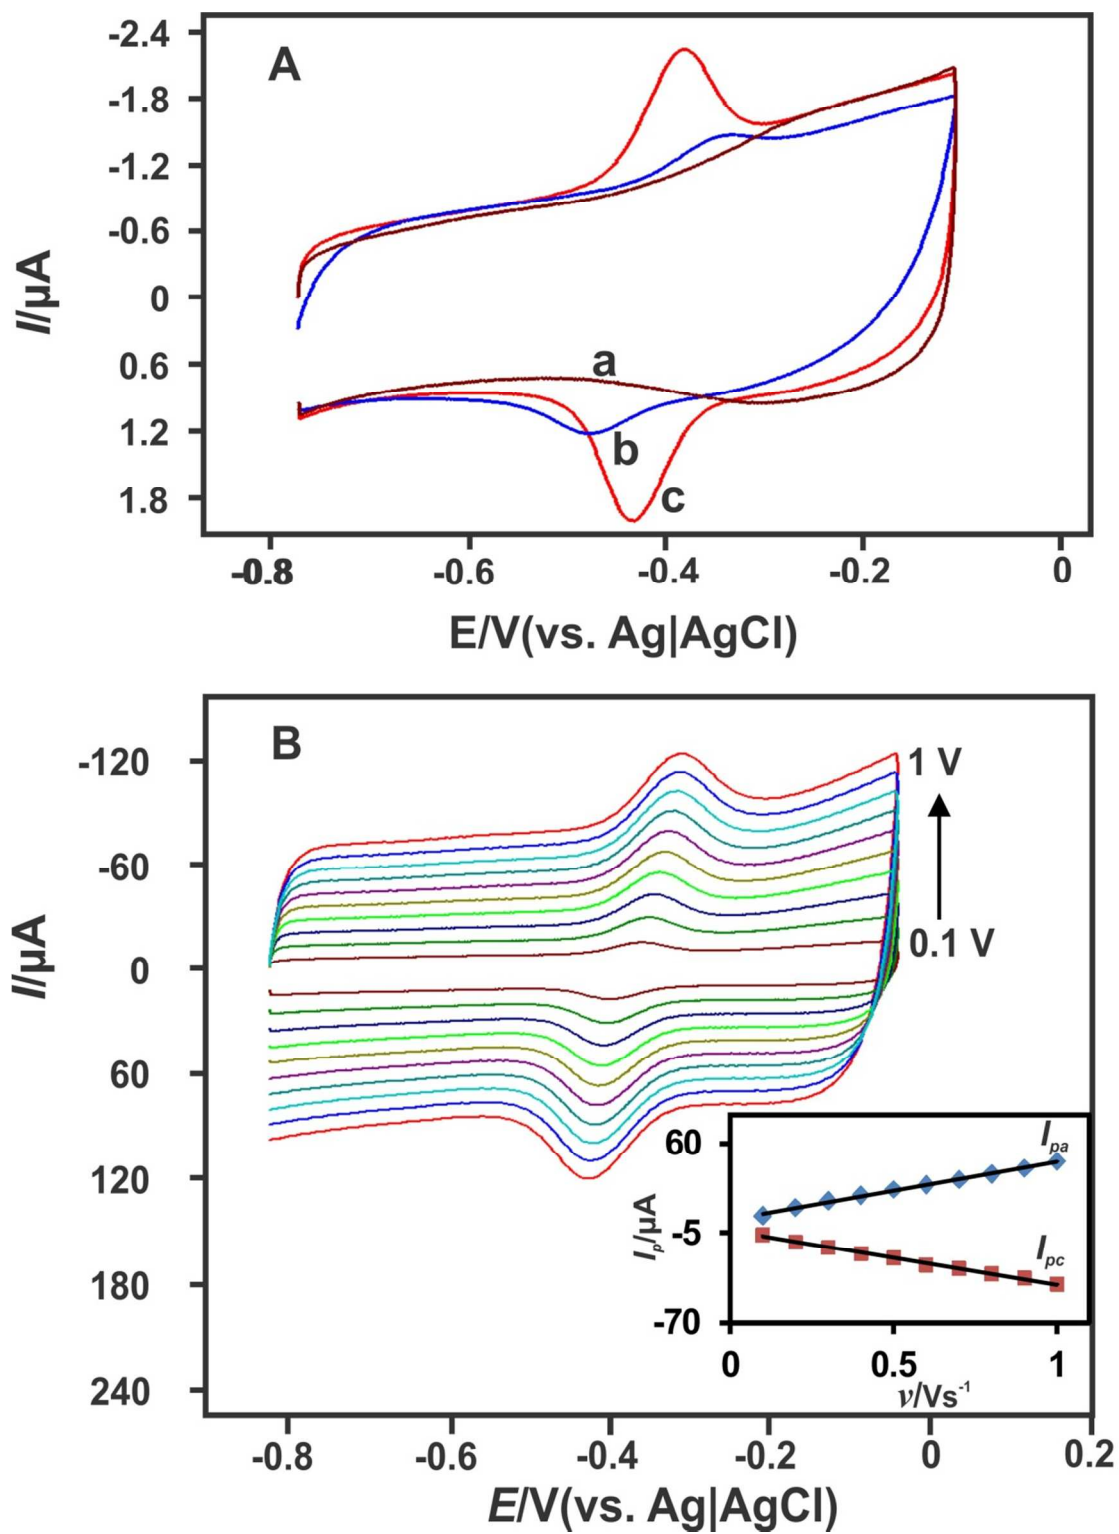 -2.4
A
-1.8
-1.2
-0.6
0
0.6
1.2
1.8
I/µA
a
b
c
-0.8 -0.6 -0.4 -0.2 0
E/V(vs. Ag|AgCl)
B
-120
-60
0
60
120
180
240
I/µA
1 V
0.1 V
60
-5
-70
Ip/µA
Ipa
Ipc
0 0.5 1
v/Vs-1
-0.8 -0.6 -0.4 -0.2 0 0.2
E/V(vs. Ag|AgCl)